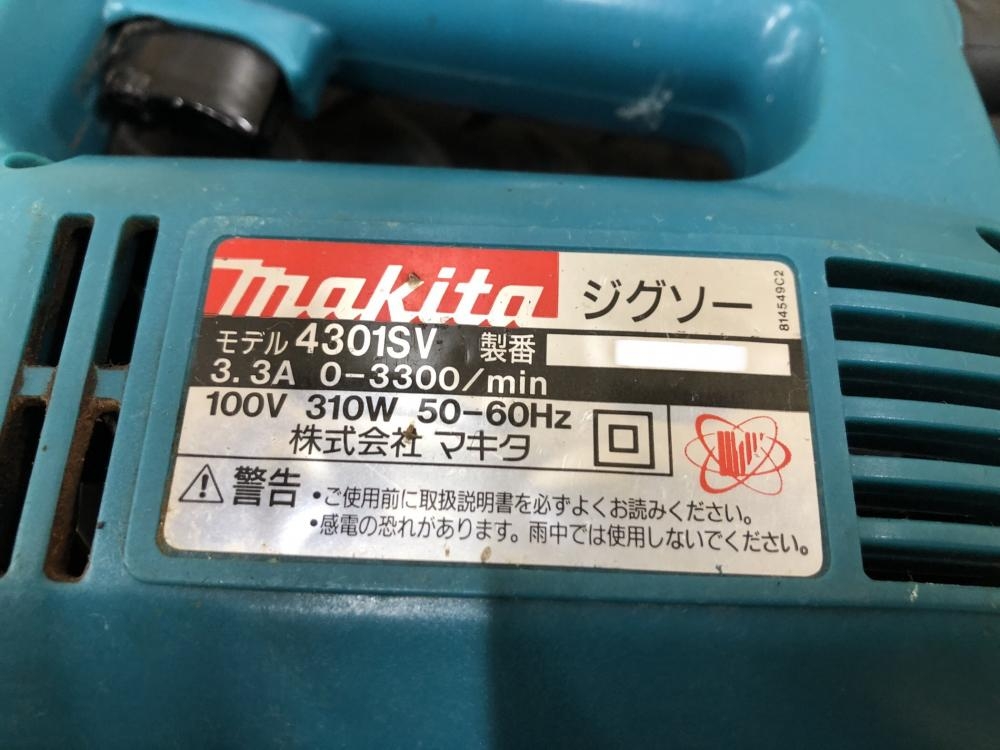 makita ジグソー
814549C2
モデル 4301SV 製番
3.3A 0-3300/min
100V 310W 50-60Hz
株式会社 マキタ
警告 ・ご使用前に取扱説明書を必ずよくお読みください。
・感電の恐れがあります。雨中では使用しないでください。